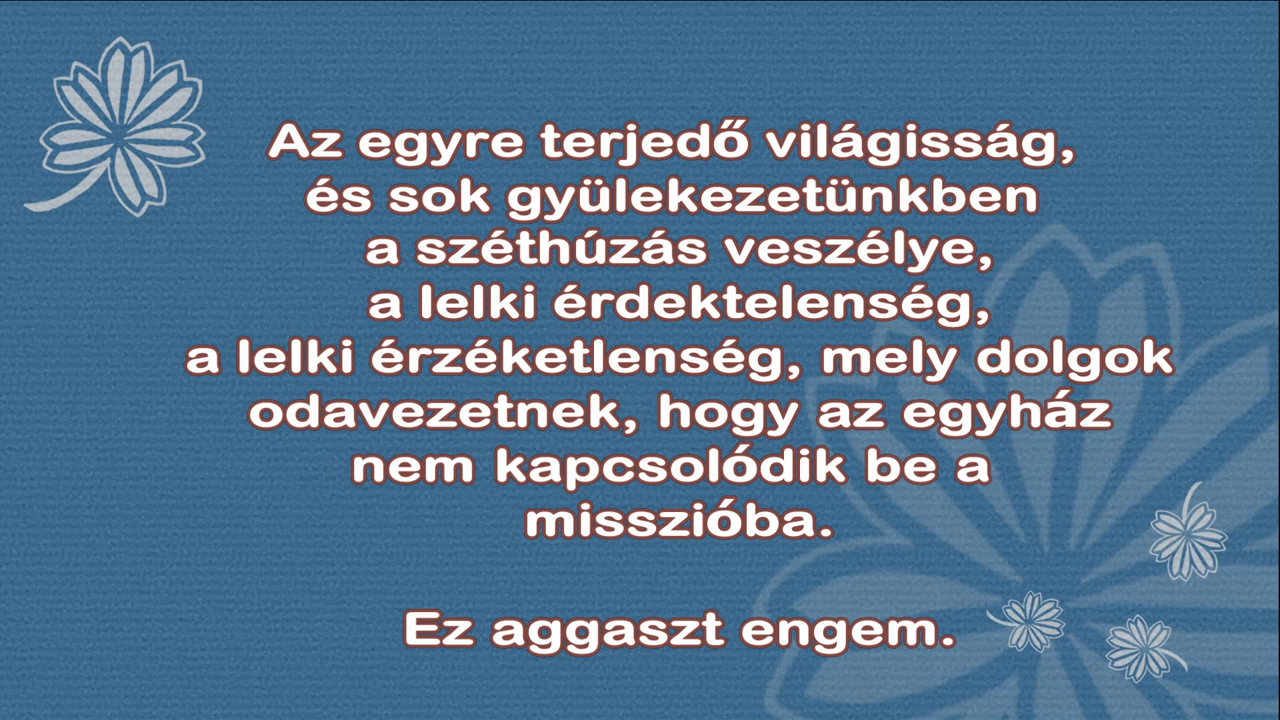 Az egyre terjedő világisság,
és sok gyülekezetünkben
a széthúzás veszélye,
a lelki érdektelenség,
a lelki érzéketlenség, mely dolgok
odavezetnek, hogy az egyház
nem kapcsolódik be a
misszióba.
Ez aggaszt engem.